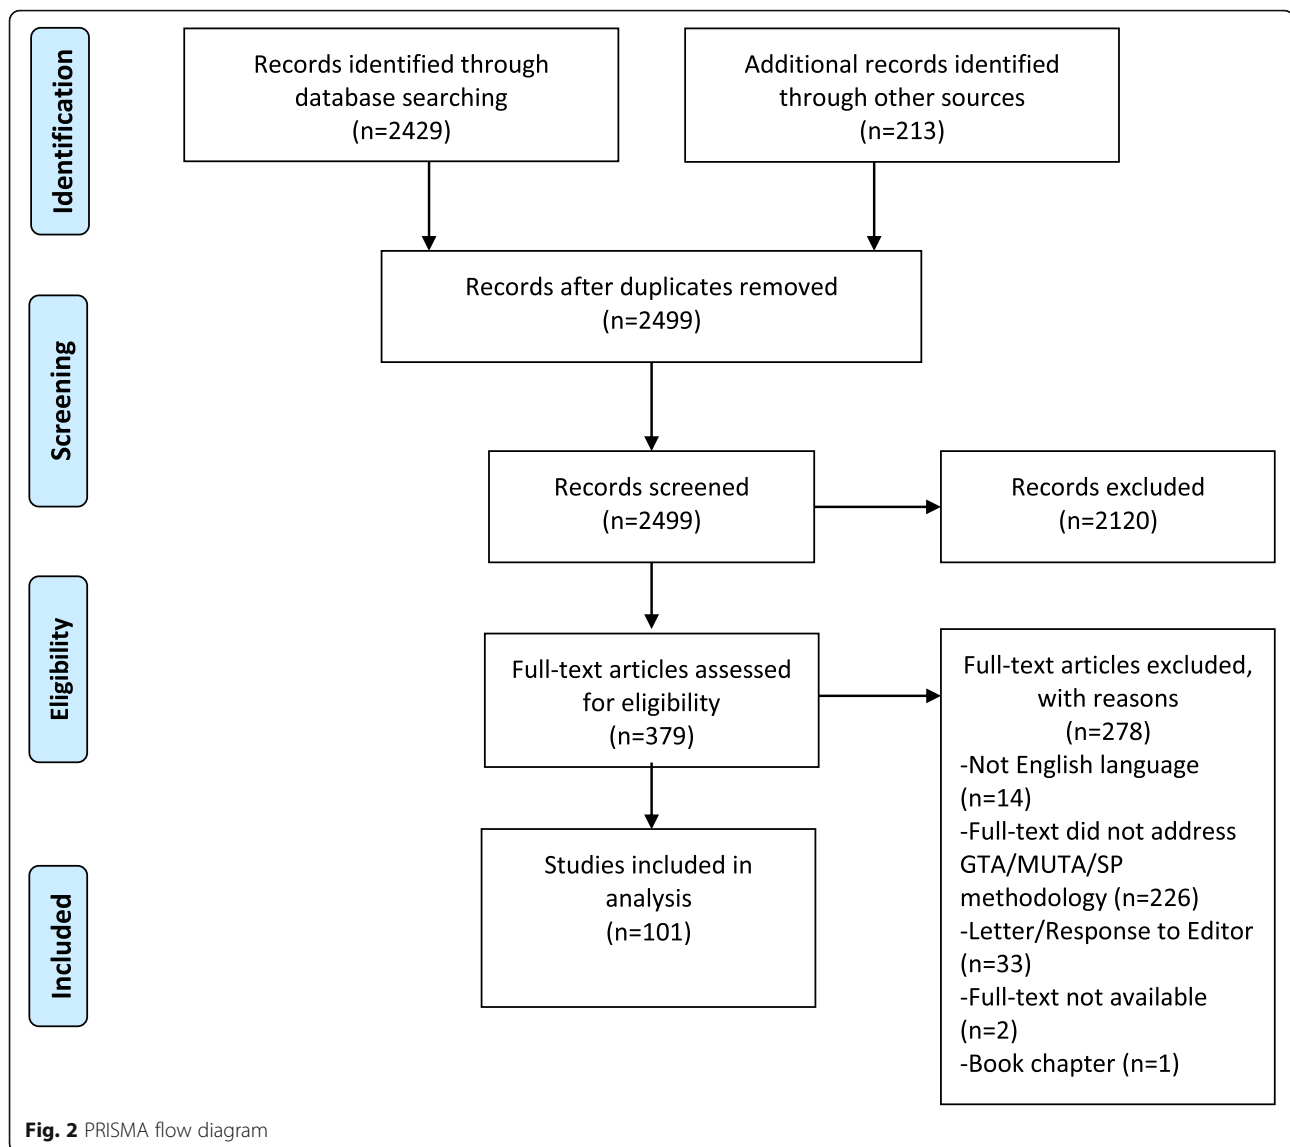 Identification
Records identified through
database searching
(n=2429)
Additional records identified
through other sources
(n=213)
Screening
Records after duplicates removed
(n=2499)
Records screened
(n=2499)
Records excluded
(n=2120)
Eligibility
Full-text articles assessed
for eligibility
(n=379)
Full-text articles excluded,
with reasons
(n=278)
-Not English language
(n=14)
-Full-text did not address
GTA/MUTA/SP
methodology (n=226)
-Letter/Response to Editor
(n=33)
-Full-text not available
(n=2)
-Book chapter (n=1)
Included
Studies included in
analysis
(n=101)
Fig. 2 PRISMA flow diagram